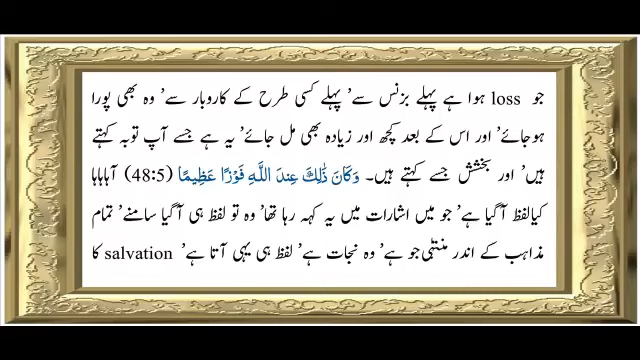 جو loss ہوا ہے پہلے بزنس سے’ پہلے کسی طرح کے کاروبار سے’ وہ بھی پورا
ہوجائے’ اور اس کے بعد کچھ اور زیادہ بھی مل جائے’ یہ ہے جسے آپ توبہ کہتے
ہیں’ اور بخشش جسے کہتے ہیں۔ وَكَانَ ذَٰلِكَ عِندَ اللَّهِ فَوْزًا عَظِيمًا (48:5) آہاہاہا
کیا لفظ آگیا ہے’ جو میں اشارات میں یہ کہہ رہا تھا’ وہ تو لفظ ہی آگیا سامنے’ تمام
مذاہب کے اندر منتہیٰ جو ہے’ وہ نجات ہے’ لفظ ہی یہی آتا ہے’ salvation کا